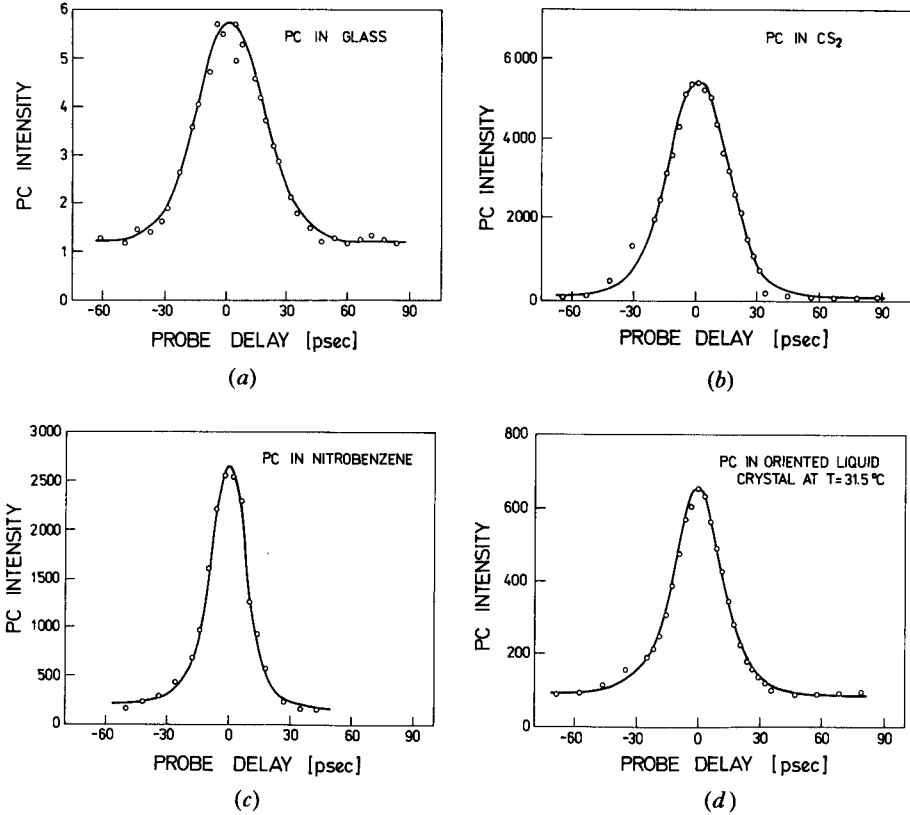 PC IN GLASS
6
5
4
3
2
1
0
PC INTENSITY
-60 -30 0 30 60 90
PROBE DELAY [psec]
(a)
PC IN CS2
6000
4000
2000
0
PC INTENSITY
-60 -30 0 30 60 90
PROBE DELAY [psec]
(b)
PC IN NITROBENZENE
3000
2500
2000
1500
1000
500
0
PC INTENSITY
-60 -30 0 30 60 90
PROBE DELAY [psec]
(c)
PC IN ORIENTED LIQUID
CRYSTAL AT T=31.5°C
800
600
400
200
0
PC INTENSITY
-60 -30 0 30 60 90
PROBE DELAY [psec]
(d)